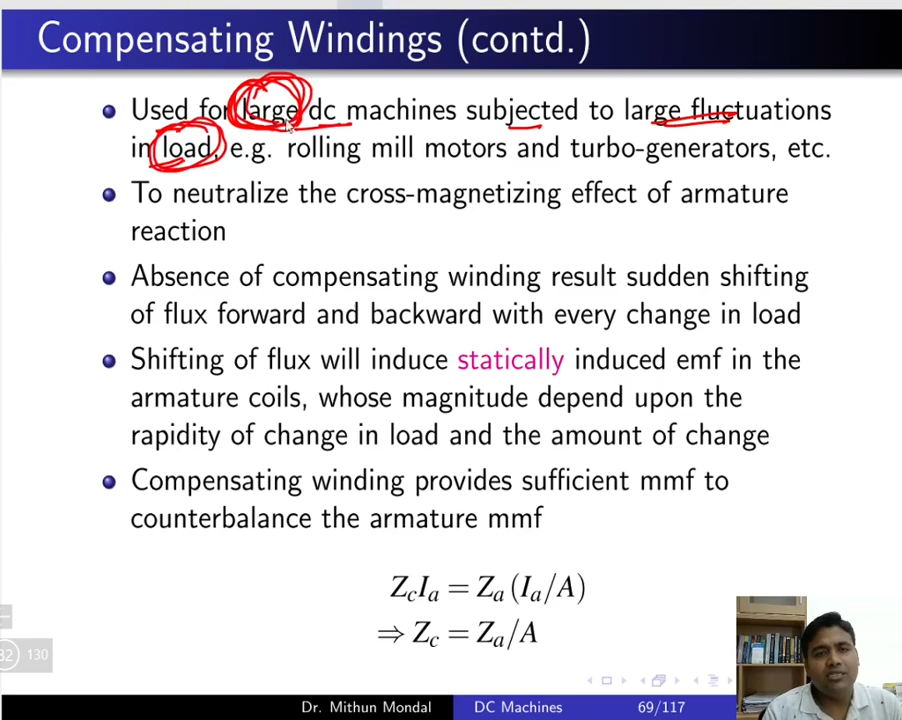 Compensating Windings (contd.)
Used for large dc machines subjected to large fluctuations
in load, e.g. rolling mill motors and turbo-generators, etc.
To neutralize the cross-magnetizing effect of armature
reaction
Absence of compensating winding result sudden shifting
of flux forward and backward with every change in load
Shifting of flux will induce statically induced emf in the
armature coils, whose magnitude depend upon the
rapidity of change in load and the amount of change
Compensating winding provides sufficient mmf to
counterbalance the armature mmf
Z_cI_a = Z_a (I_a/A)
⇒ Z_c = Z_a/A
82 130
Dr. Mithun Mondal DC Machines 69/117